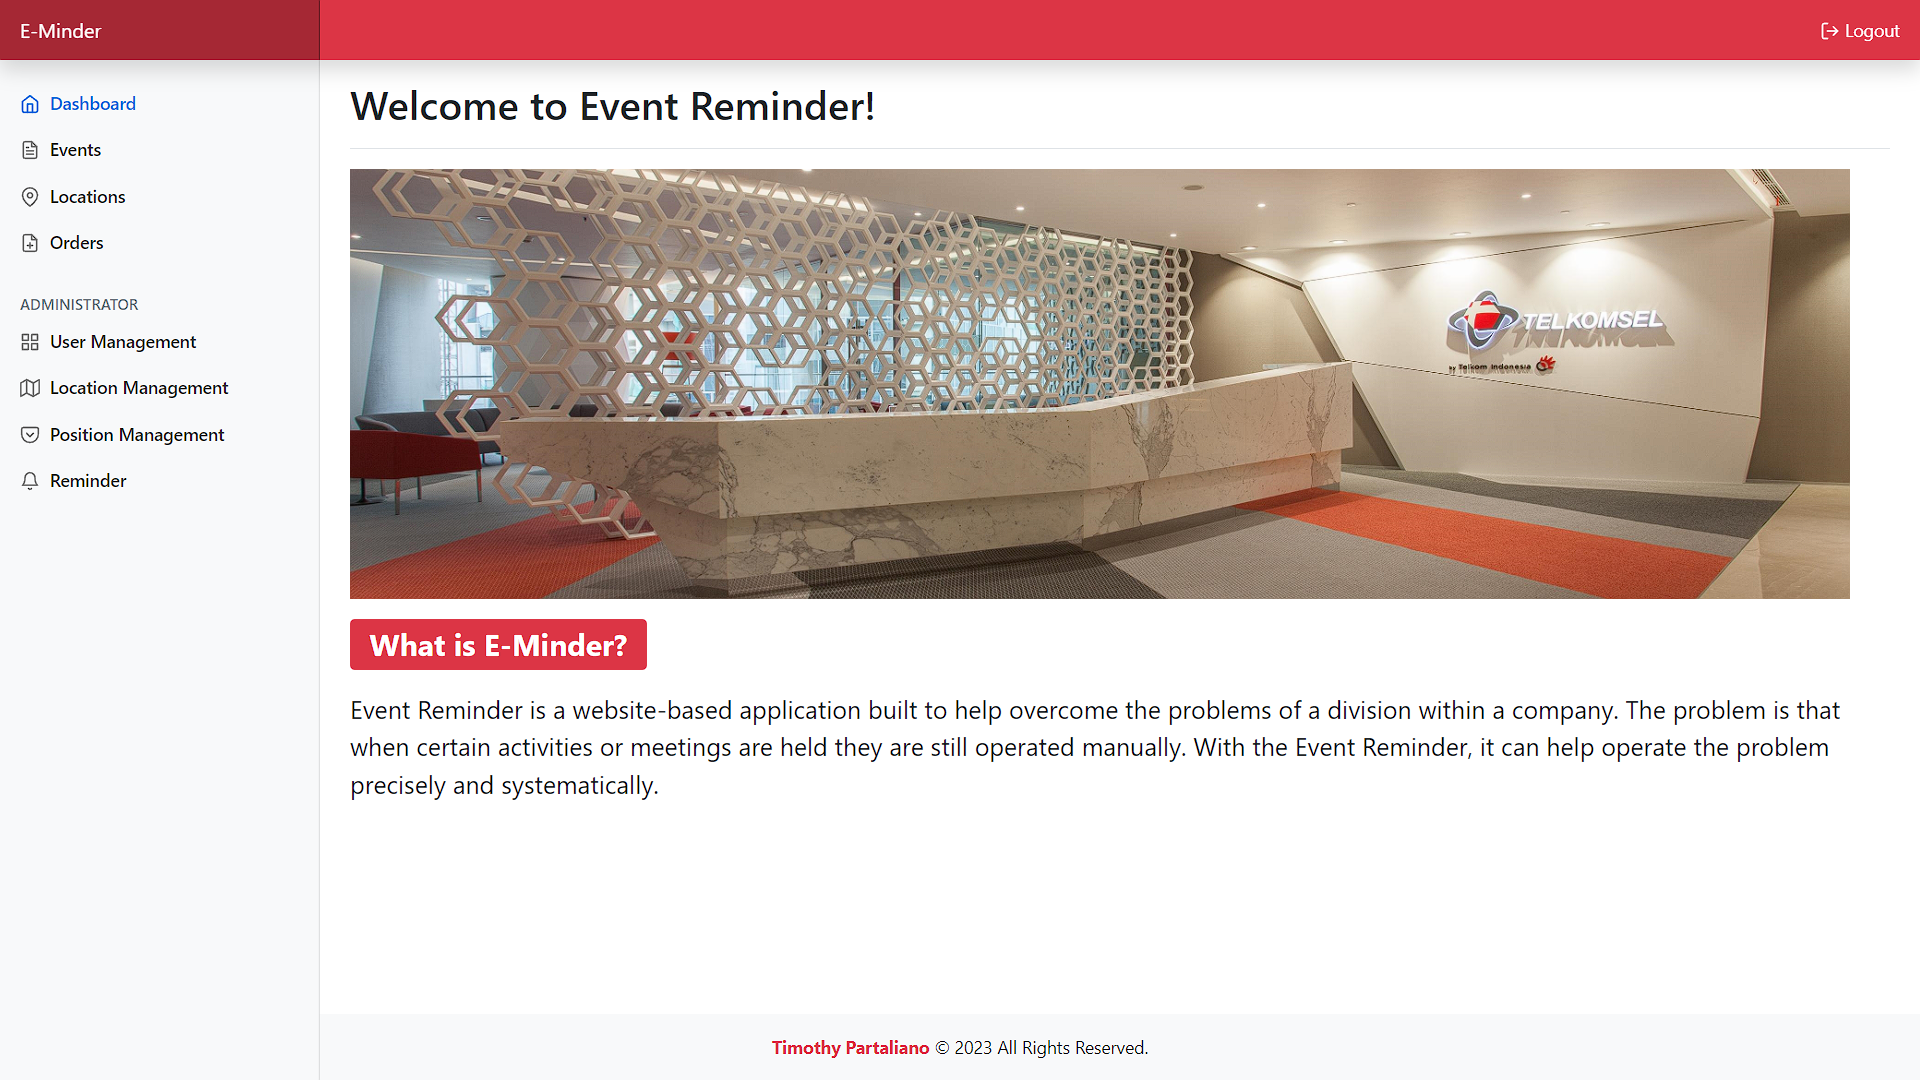 E-Minder
Logout
Dashboard
Events
Locations
Orders
ADMINISTRATOR
User Management
Location Management
Position Management
Reminder
Welcome to Event Reminder!
TELKOMSEL
by Telkom Indonesia
What is E-Minder?
Event Reminder is a website-based application built to help overcome the problems of a division within a company. The problem is that
when certain activities or meetings are held they are still operated manually. With the Event Reminder, it can help operate the problem
precisely and systematically.
Timothy Partaliano © 2023 All Rights Reserved.